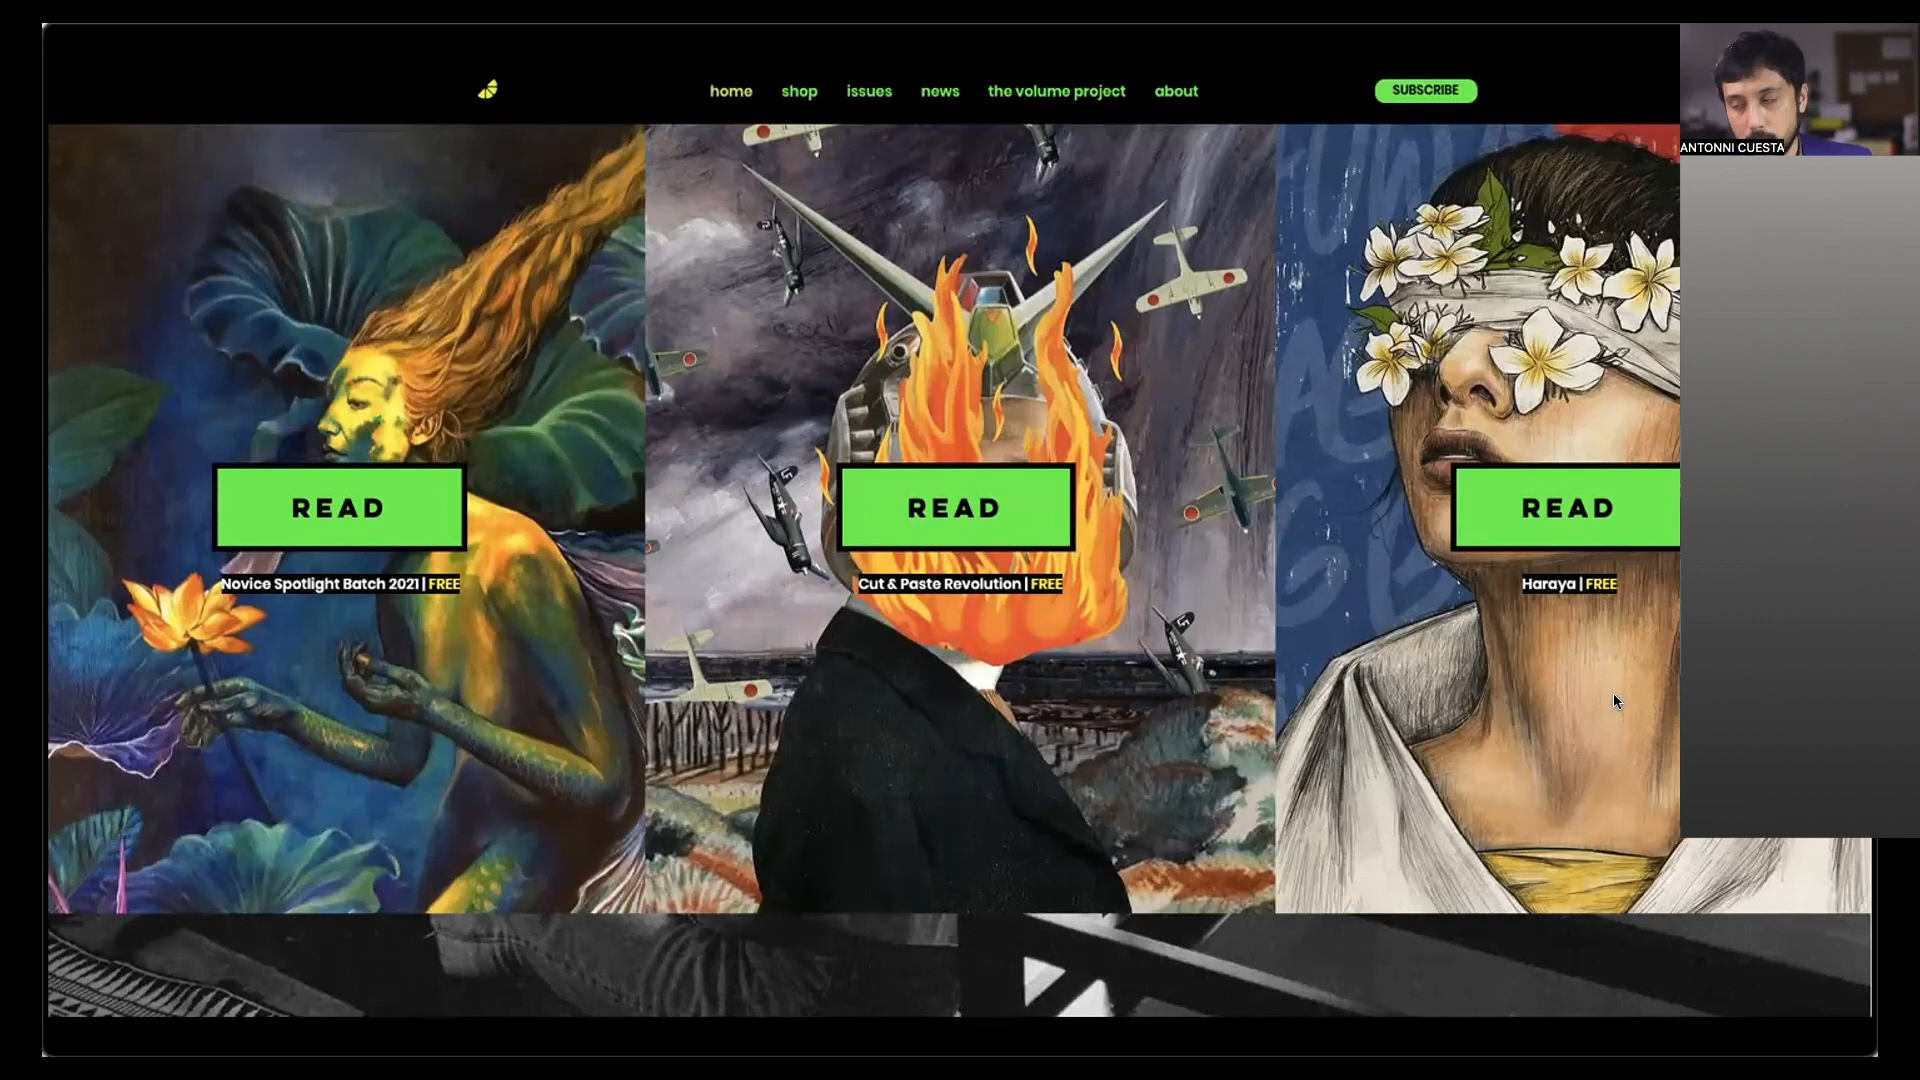 home shop issues news the volume project about SUBSCRIBE
ANTONNI CUESTA
READ READ READ
Novice Spotlight Batch 2021 | FREE Cut & Paste Revolution | FREE Haraya | FREE